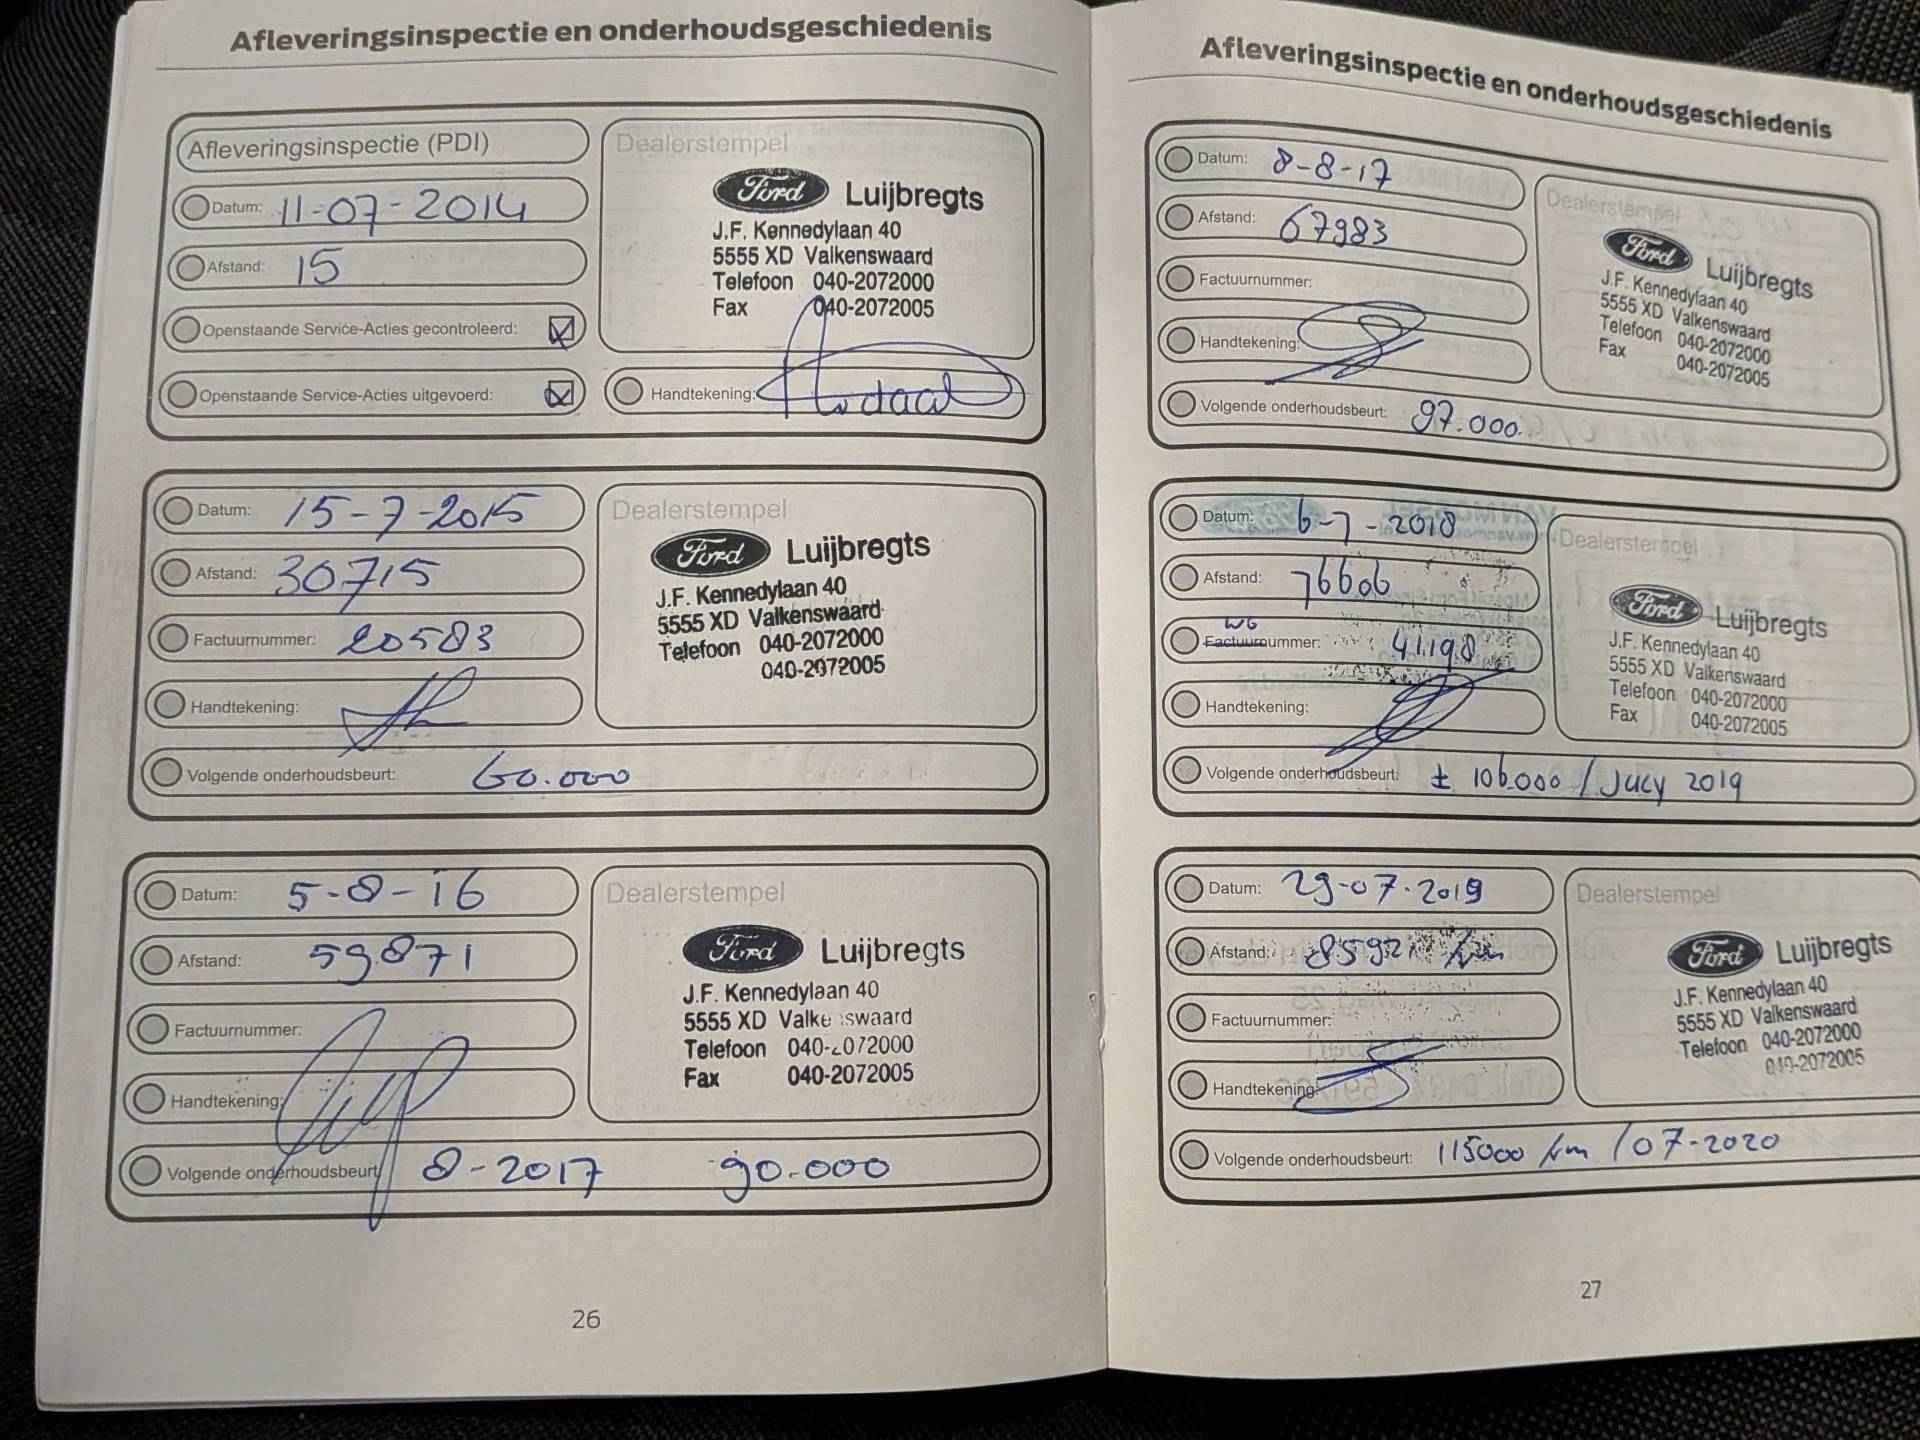 Afleveringsinspectie en onderhoudsgeschiedenis
Afleveringsinspectie (PDI)
Datum: 11-07-2014
Afstand: 15
Openstaande Service-Acties gecontroleerd:
Openstaande Service-Acties uitgevoerd:
Dealerstempel
Ford Luijbregts
J.F. Kennedylaan 40
5555 XD Valkenswaard
Telefoon 040-2072000
Fax 040-2072005
Handtekening:
Datum: 15-7-2015
Afstand: 30715
Factuurnummer: 20583
Handtekening:
Dealerstempel
Ford Luijbregts
J.F. Kennedylaan 40
5555 XD Valkenswaard
Telefoon 040-2072000
040-2072005
Volgende onderhoudsbeurt: 60.000
Datum: 5-8-16
Afstand: 59871
Factuurnummer:
Handtekening:
Dealerstempel
Ford Luijbregts
J.F. Kennedylaan 40
5555 XD Valkenswaard
Telefoon 040-2072000
Fax 040-2072005
Volgende onderhoudsbeurt: 8-2017 90.000
26
Afleveringsinspectie en onderhoudsgeschiedenis
Datum: 8-8-17
Afstand: 67983
Factuurnummer:
Handtekening:
Dealerstempel
Ford Luijbregts
J.F. Kennedylaan 40
5555 XD Valkenswaard
Telefoon 040-2072000
Fax 040-2072005
Volgende onderhoudsbeurt: 97.000
Datum: 6-7-2018
Afstand: 76606
WG
Factuurnummer: 41198
Handtekening:
Dealerstempel
Ford Luijbregts
J.F. Kennedylaan 40
5555 XD Valkenswaard
Telefoon 040-2072000
Fax 040-2072005
Volgende onderhoudsbeurt: ± 106.000 / July 2019
Datum: 29-07-2019
Afstand: 85921 km
Factuurnummer:
Handtekening:
Dealerstempel
Ford Luijbregts
J.F. Kennedylaan 40
5555 XD Valkenswaard
Telefoon 040-2072000
040-2072005
Volgende onderhoudsbeurt: 115000 km / 07-2020
27